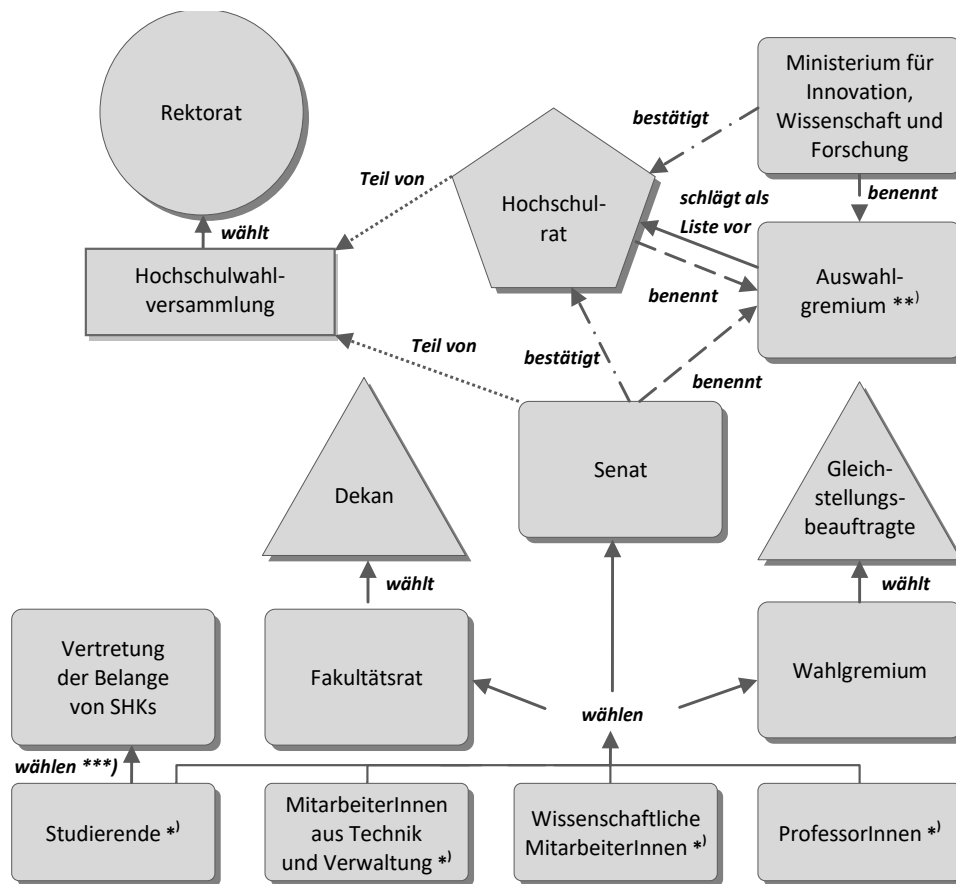 Rektorat
Ministerium für
Innovation,
Wissenschaft und
Forschung
bestätigt
Teil von
Hochschul-
rat
schlägt als
Liste vor
benennt
wählt
Hochschulwahl-
versammlung
benennt
Auswahl-
gremium **)
Teil von
bestätigt
benennt
Dekan
Senat
Gleich-
stellungs-
beauftragte
wählt
wählt
Vertretung
der Belange
von SHKs
Fakultätsrat
Wahlgremium
wählen
wählen ***)
Studierende *)
MitarbeiterInnen
aus Technik
und Verwaltung *)
Wissenschaftliche
MitarbeiterInnen *)
ProfessorInnen *)